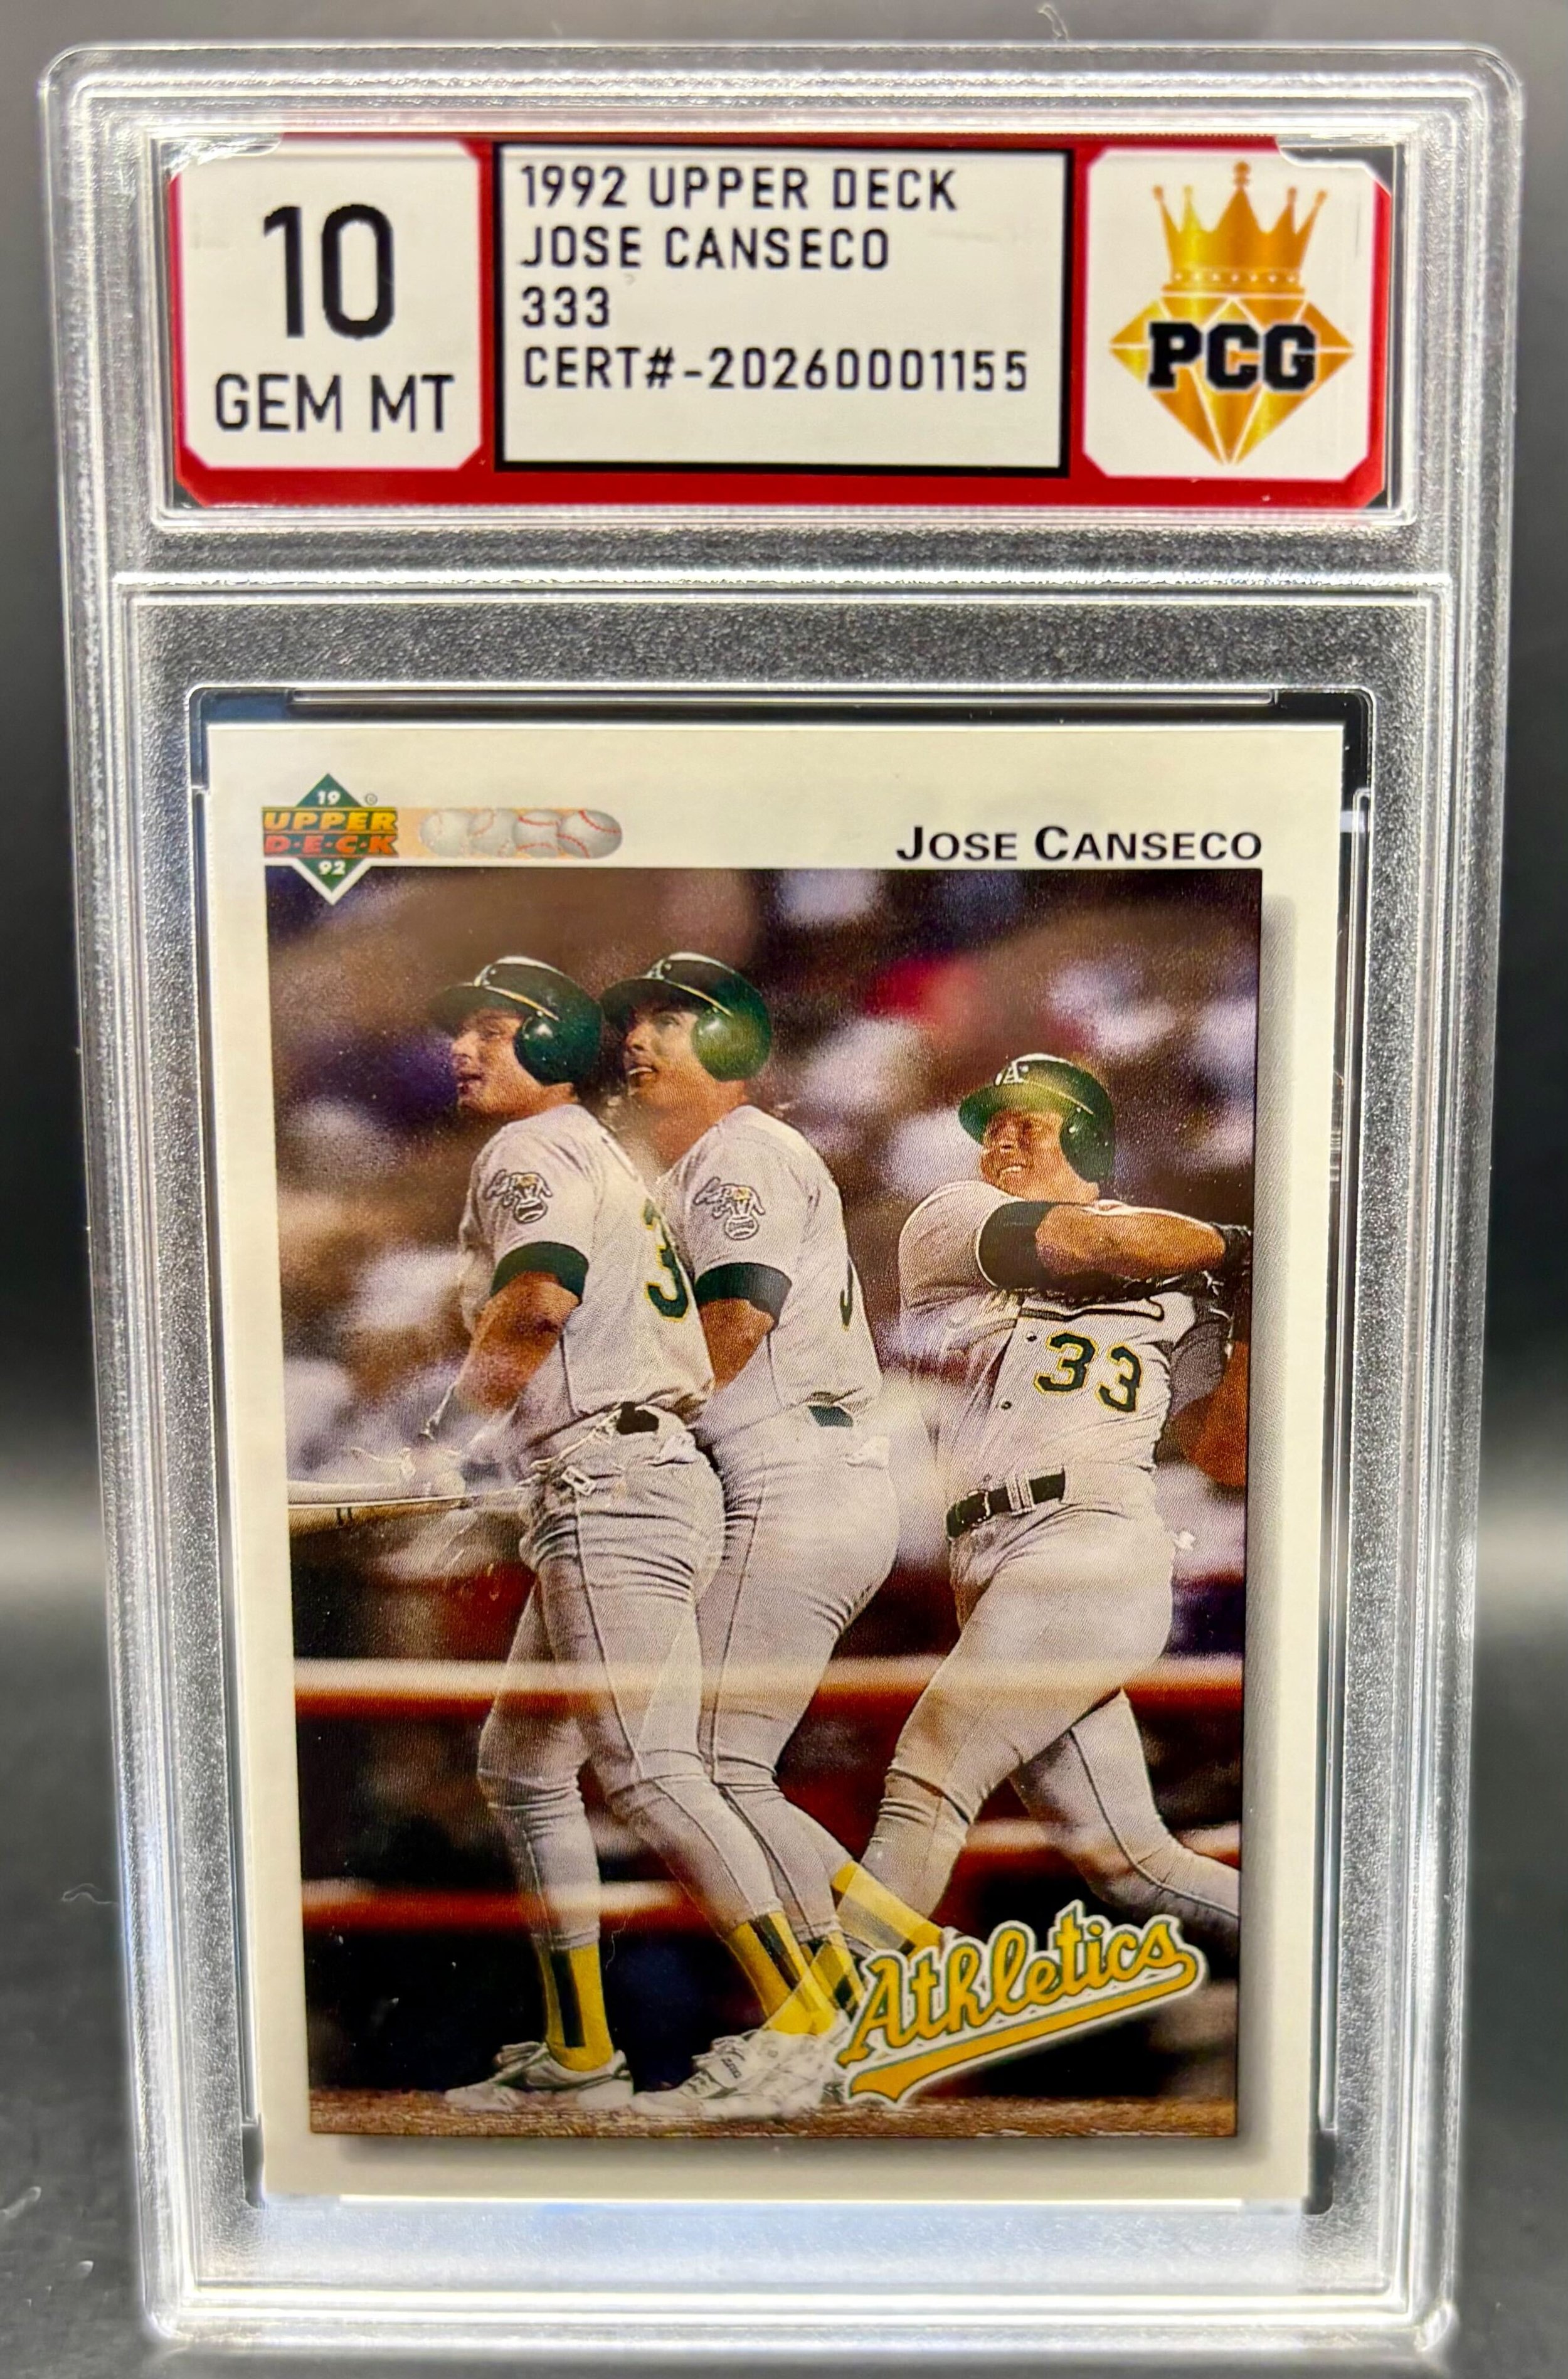 10
GEM MT
1992 UPPER DECK
JOSE CANSECO
333
CERT#-20260001155
PCG
19
UPPER
D·E·C·K
92
JOSE CANSECO
A
A
3
33
Athletics